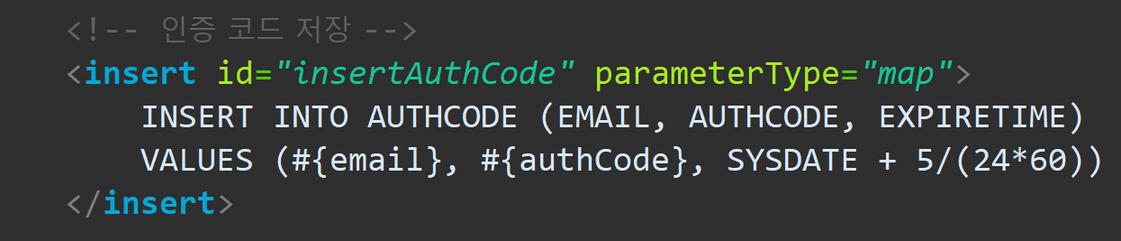 <!-- 인증 코드 저장 -->
<insert id="insertAuthCode" parameterType="map">
    INSERT INTO AUTHCODE (EMAIL, AUTHCODE, EXPIRETIME)
    VALUES (#{email}, #{authCode}, SYSDATE + 5/(24*60))
</insert>